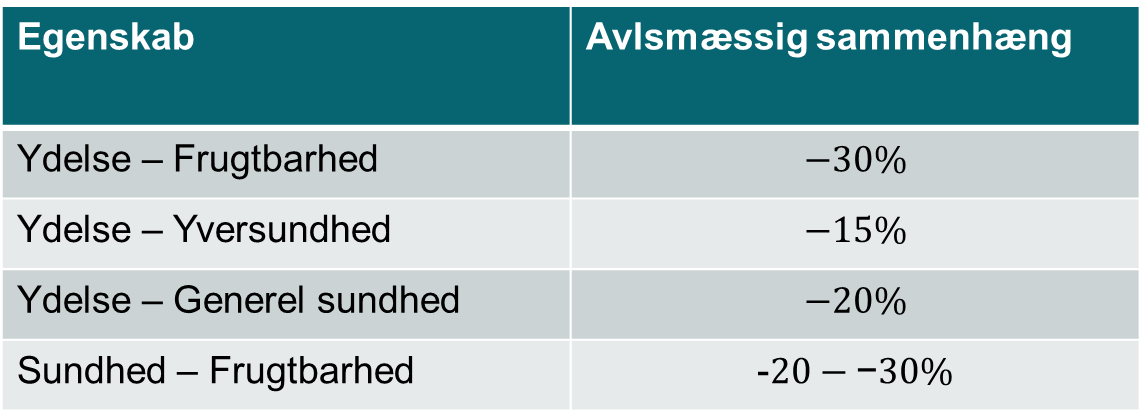 Egenskab Avlsmæssig sammenhæng
Ydelse – Frugtbarhed −30%
Ydelse – Yversundhed −15%
Ydelse – Generel sundhed −20%
Sundhed – Frugtbarhed -20 − −30%